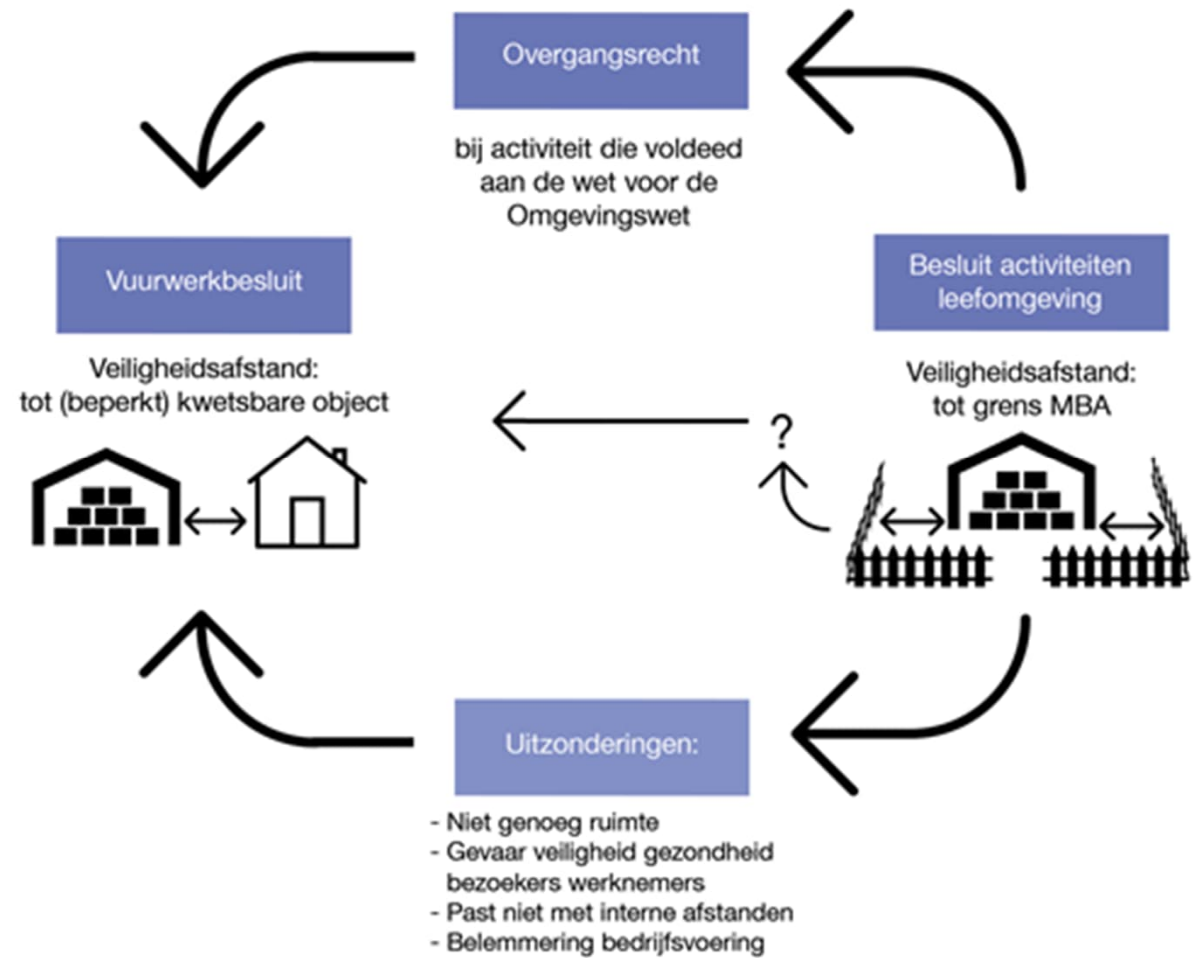 Overgangsrecht
bij activiteit die voldeed
aan de wet voor de
Omgevingswet
Vuurwerkbesluit
Veiligheidsafstand:
tot (beperkt) kwetsbare object
Besluit activiteiten
leefomgeving
Veiligheidsafstand:
tot grens MBA
?
Uitzonderingen:
- Niet genoeg ruimte
- Gevaar veiligheid gezondheid
bezoekers werknemers
- Past niet met interne afstanden
- Belemmering bedrijfsvoering